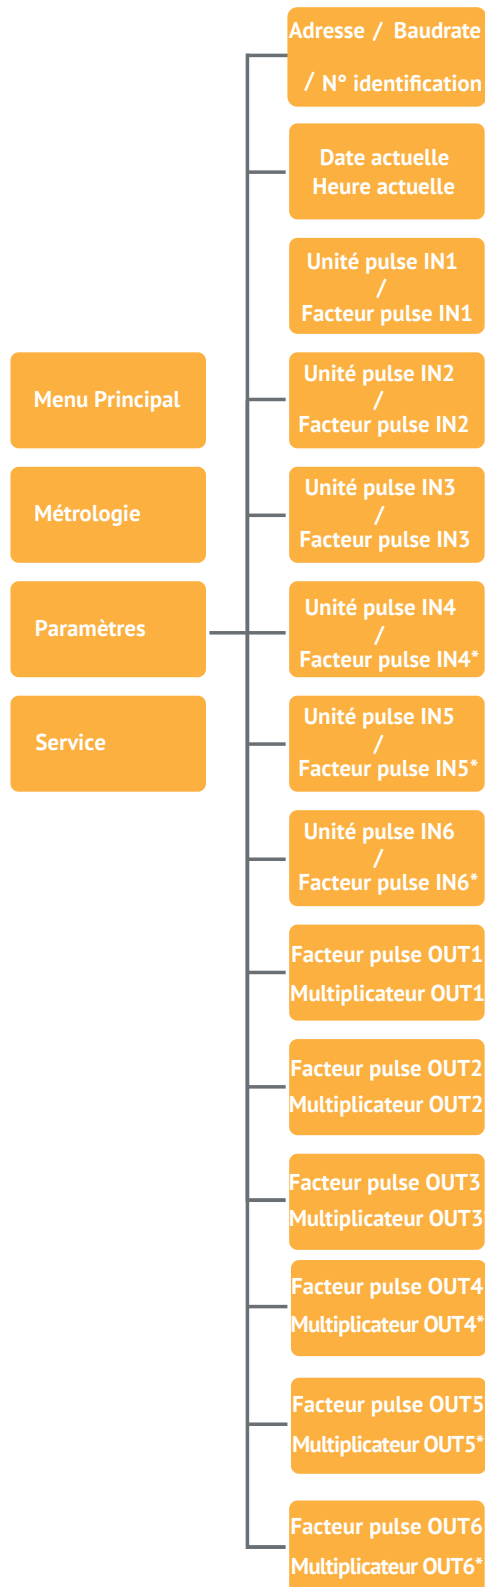 Adresse / Baudrate
/ N° identification
Date actuelle
Heure actuelle
Unité pulse IN1
/
Facteur pulse IN1
Menu Principal
Métrologie
Paramètres
Service
Unité pulse IN2
/
Facteur pulse IN2
Unité pulse IN3
/
Facteur pulse IN3
Unité pulse IN4
/
Facteur pulse IN4*
Unité pulse IN5
/
Facteur pulse IN5*
Unité pulse IN6
/
Facteur pulse IN6*
Facteur pulse OUT1
Multiplicateur OUT1
Facteur pulse OUT2
Multiplicateur OUT2
Facteur pulse OUT3
Multiplicateur OUT3
Facteur pulse OUT4
Multiplicateur OUT4*
Facteur pulse OUT5
Multiplicateur OUT5*
Facteur pulse OUT6
Multiplicateur OUT6*